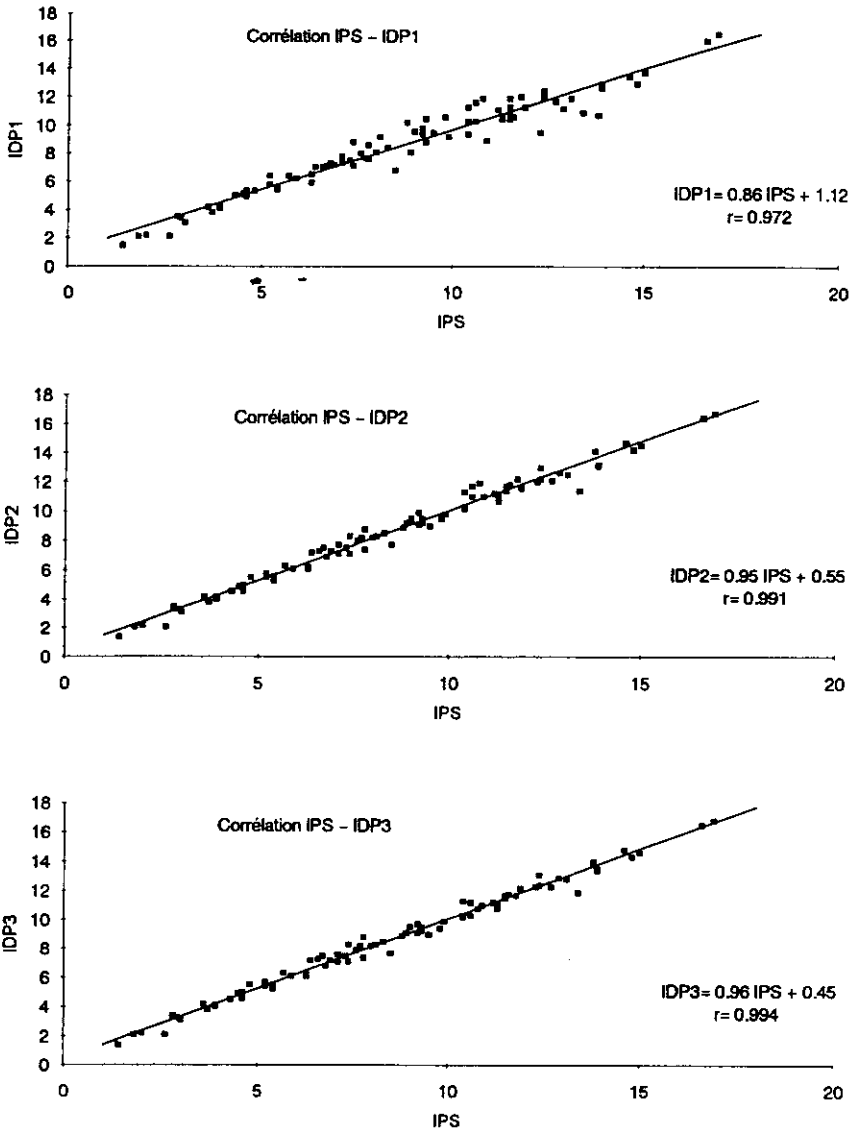 18
Corrélation IPS – IDP1
16
14
12
10
8
6
4
2
0
IDP1
IDP1= 0.86 IPS + 1.12
r= 0.972
0 5 10 15 20
IPS
18
Corrélation IPS – IDP2
16
14
12
10
8
6
4
2
0
IDP2
IDP2= 0.95 IPS + 0.55
r= 0.991
0 5 10 15 20
IPS
18
Corrélation IPS – IDP3
16
14
12
10
8
6
4
2
0
IDP3
IDP3= 0.96 IPS + 0.45
r= 0.994
0 5 10 15 20
IPS